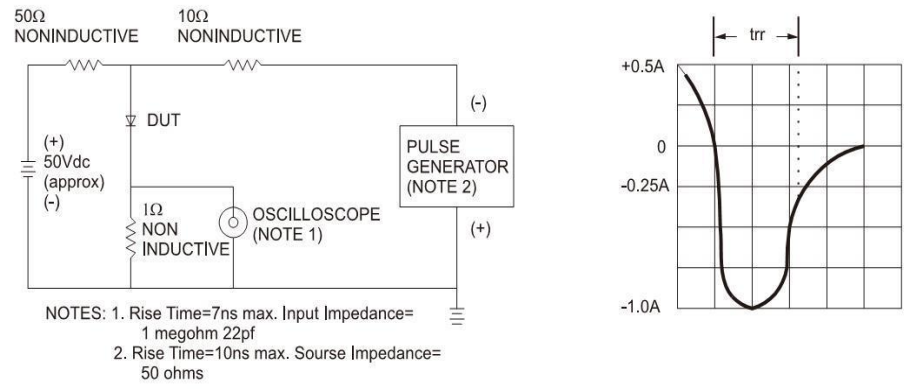 50Ω
NONINDUCTIVE
10Ω
NONINDUCTIVE
DUT
(+)
50Vdc
(approx)
(-)
1Ω
NON
INDUCTIVE
OSCILLOSCOPE
(NOTE 1)
(-)
PULSE
GENERATOR
(NOTE 2)
(+)
NOTES: 1. Rise Time=7ns max. Input Impedance=
1 megohm 22pf
2. Rise Time=10ns max. Sourse Impedance=
50 ohms
trr
+0.5A
0
-0.25A
-1.0A